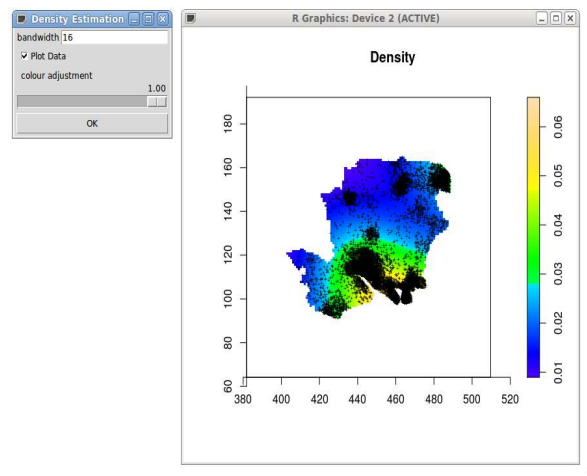 Density Estimation
bandwidth 16
Plot Data
colour adjustment
1.00
OK
R Graphics: Device 2 (ACTIVE)
Density
60 80 100 120 140 160 180
380 400 420 440 460 480 500 520
0.01 0.02 0.03 0.04 0.05 0.06